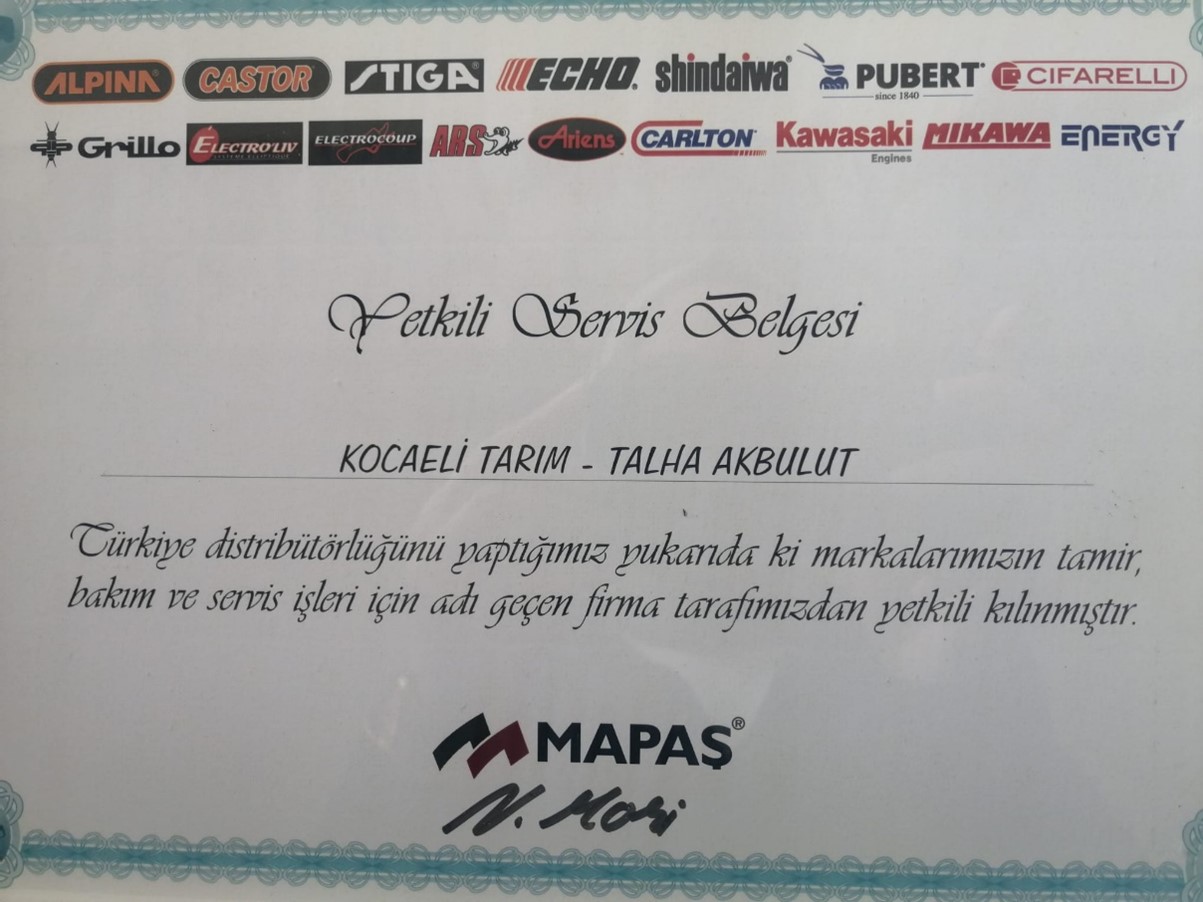 ALPINA CASTOR STIGA ECHO shindaiwa PUBERT CIFARELLI
since 1840
Grillo ELECTRO'LIV ELECTROCOUP ARS Ariens CARLTON Kawasaki MIKAWA ENERGY
Engines
Yetkili Servis Belgesi
KOCAELİ TARIM - TALHA AKBULUT
Türkiye distribütörlüğünü yaptığımız yukarıda ki markalarımızın tamir,
bakım ve servis işleri için adı geçen firma tarafımızdan yetkili kılınmıştır.
MAPAŞ®